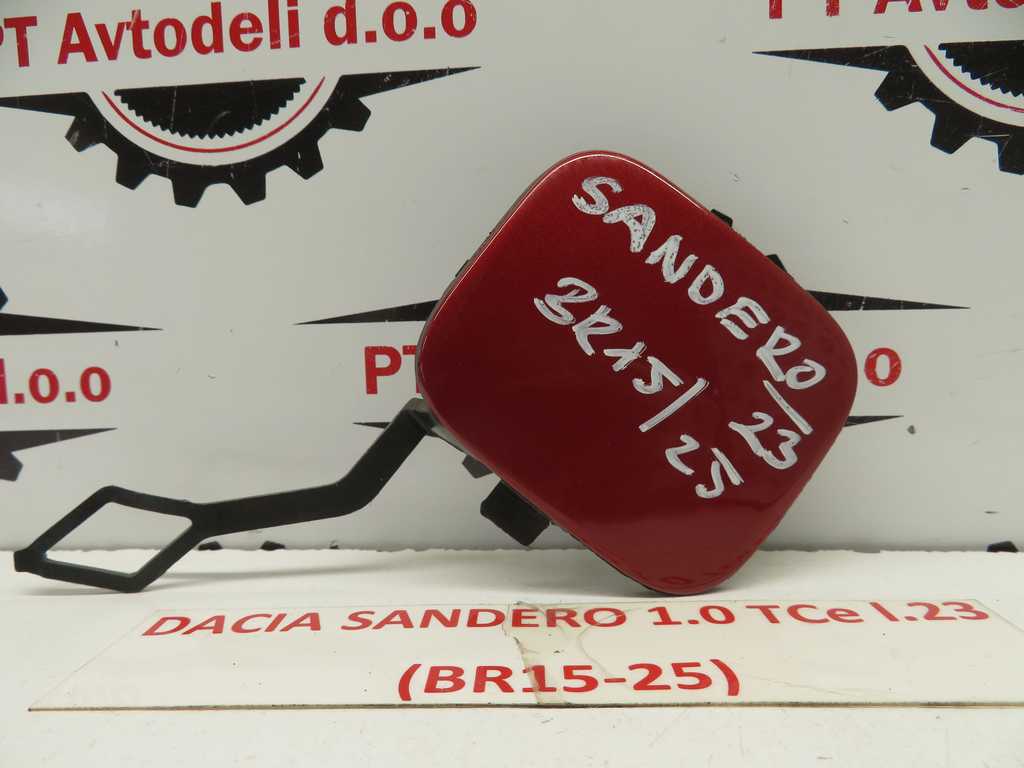 PT Avtodeli d.o.o
PT Avto
d.o.o
PT
o
SANDERO
/23
BR15/
25
DACIA SANDERO 1.0 TCe l.23
(BR15-25)